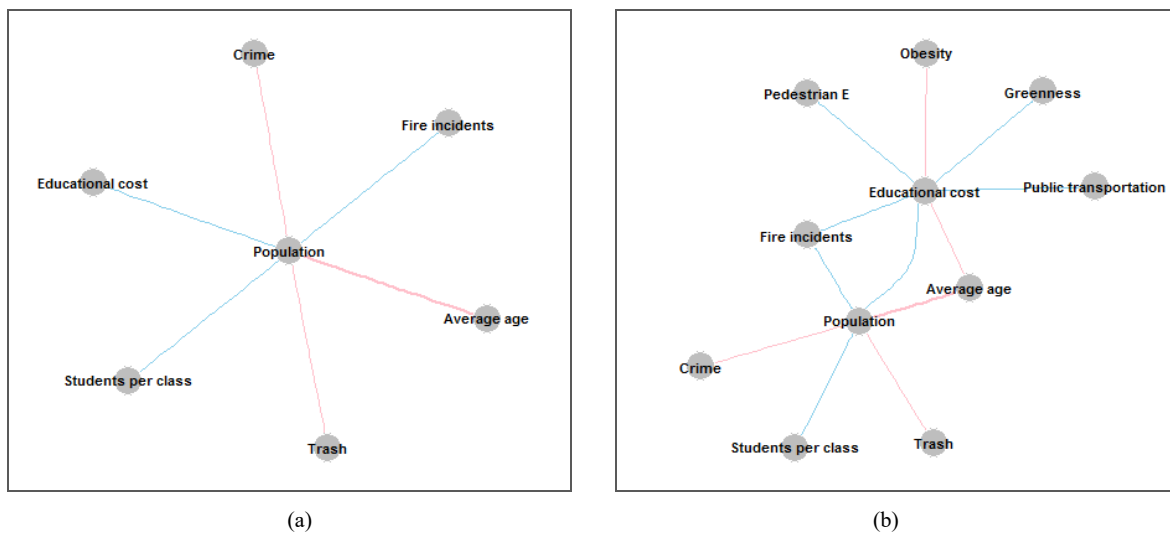 Crime
Fire incidents
Educational cost
Population
Average age
Students per class
Trash
(a)
Obesity
Pedestrian E
Greenness
Public transportation
Educational cost
Fire incidents
Average age
Population
Crime
Students per class
Trash
(b)